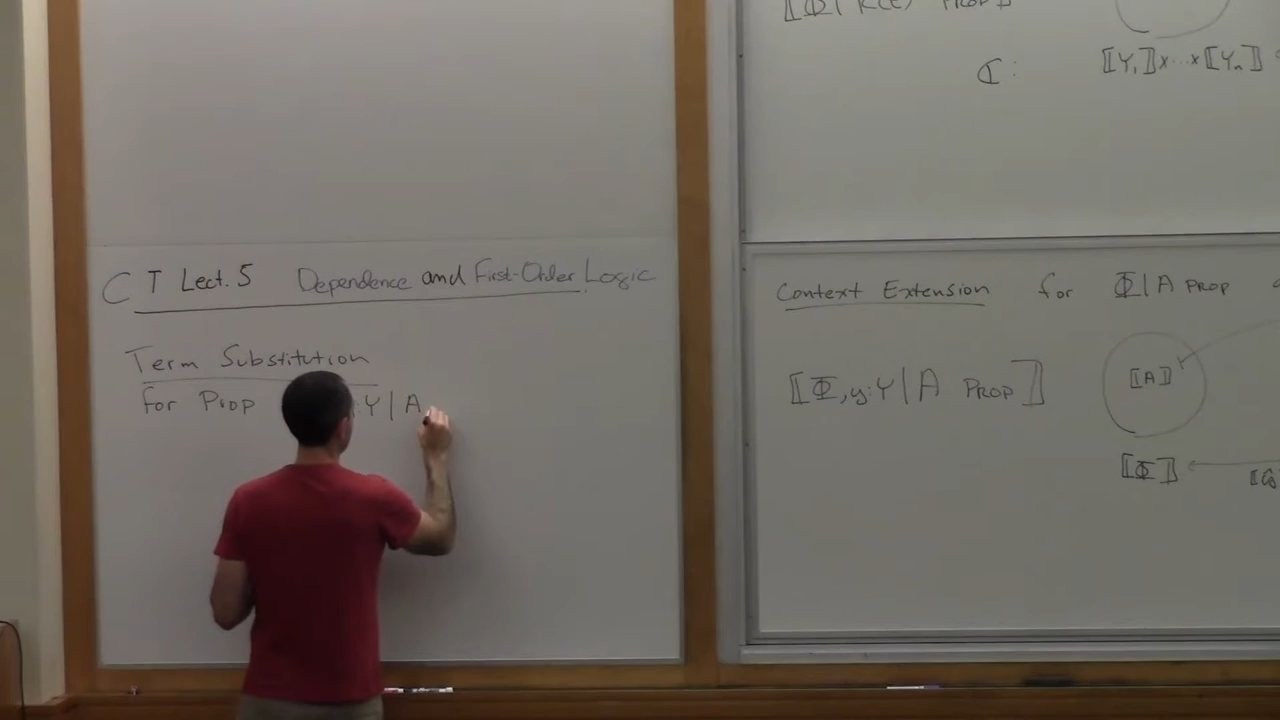 CT Lect. 5 Dependence and First-Order Logic
Term Substitution
for Prop :Y | A
⟦Φ | R(t) PROP⟧
ℂ: ⟦Y₁⟧×...×⟦Yₙ⟧
Context Extension for Φ | A PROP
⟦A⟧
⟦Φ, y:Y | A PROP⟧
⟦Φ⟧